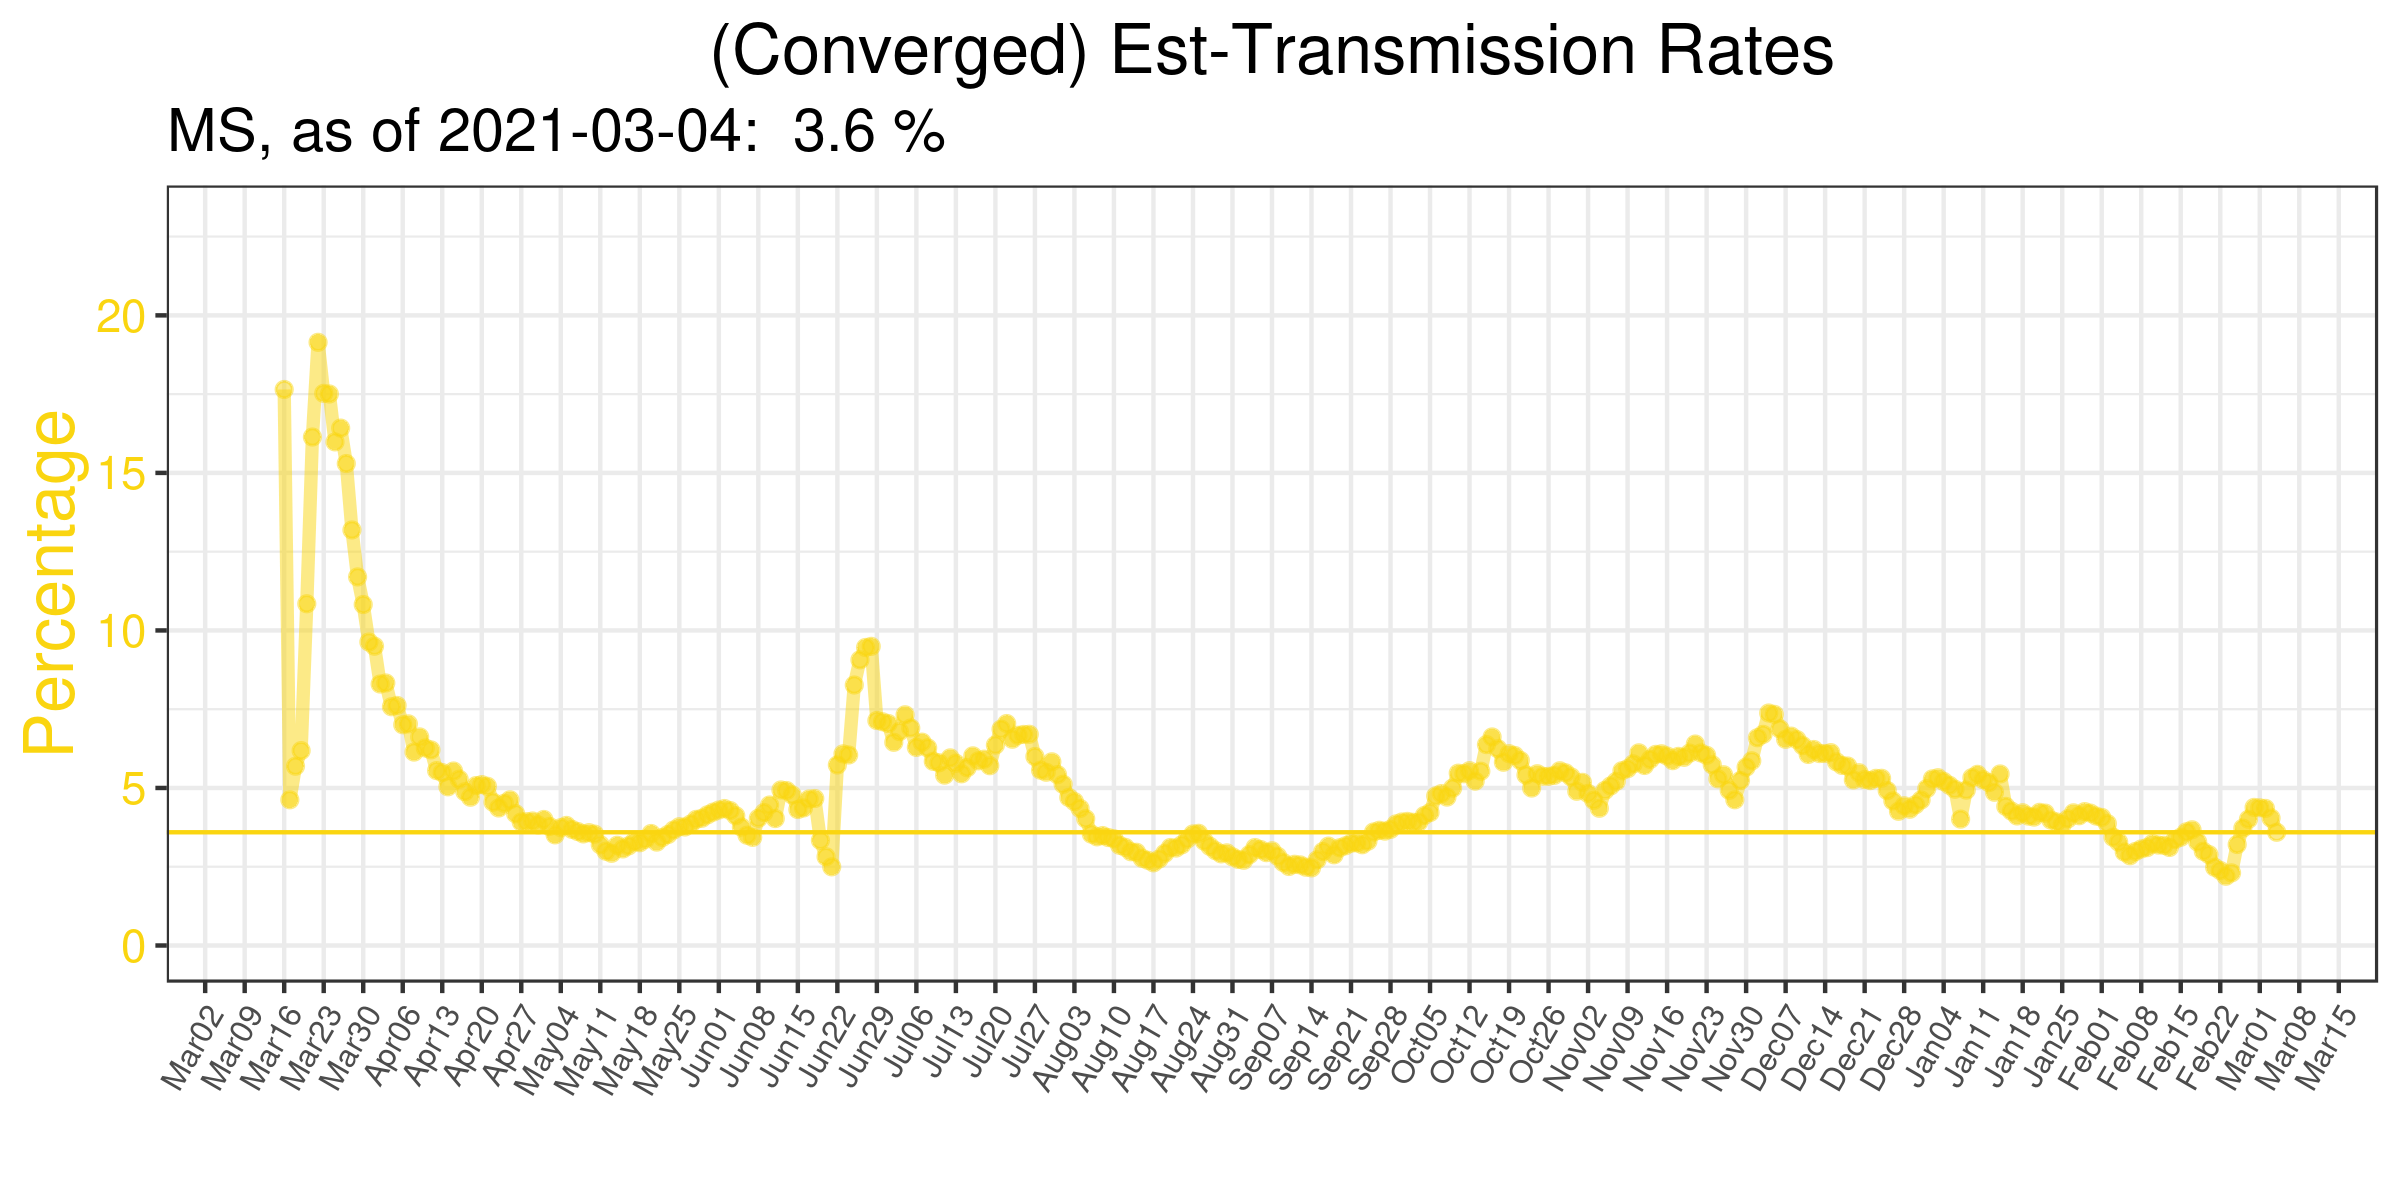 (Converged) Est-Transmission Rates
MS, as of 2021-03-04:  3.6 %
Percentage
20
15
10
5
0
Mar02
Mar09
Mar16
Mar23
Mar30
Apr06
Apr13
Apr20
Apr27
May04
May11
May18
May25
Jun01
Jun08
Jun15
Jun22
Jun29
Jul06
Jul13
Jul20
Jul27
Aug03
Aug10
Aug17
Aug24
Aug31
Sep07
Sep14
Sep21
Sep28
Oct05
Oct12
Oct19
Oct26
Nov02
Nov09
Nov16
Nov23
Nov30
Dec07
Dec14
Dec21
Dec28
Jan04
Jan11
Jan18
Jan25
Feb01
Feb08
Feb15
Feb22
Mar01
Mar08
Mar15